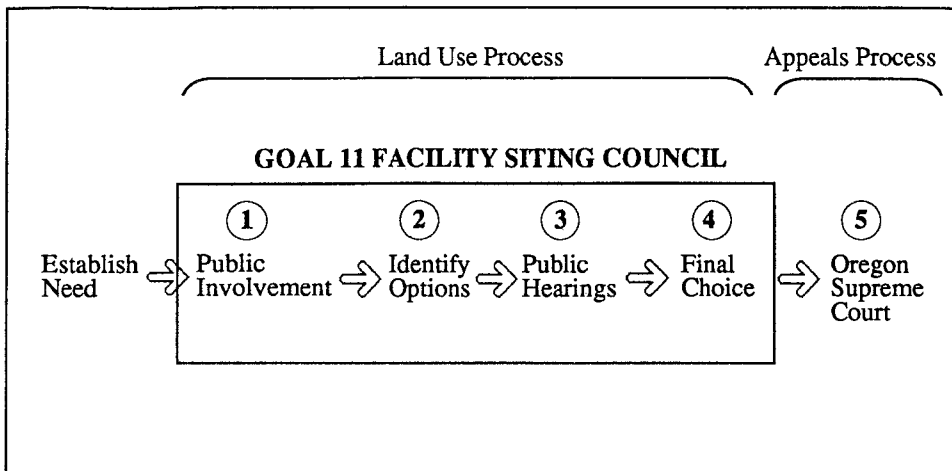 Land Use Process
Appeals Process
GOAL 11 FACILITY SITING COUNCIL
Establish
Need
1
Public
Involvement
2
Identify
Options
3
Public
Hearings
4
Final
Choice
5
Oregon
Supreme
Court